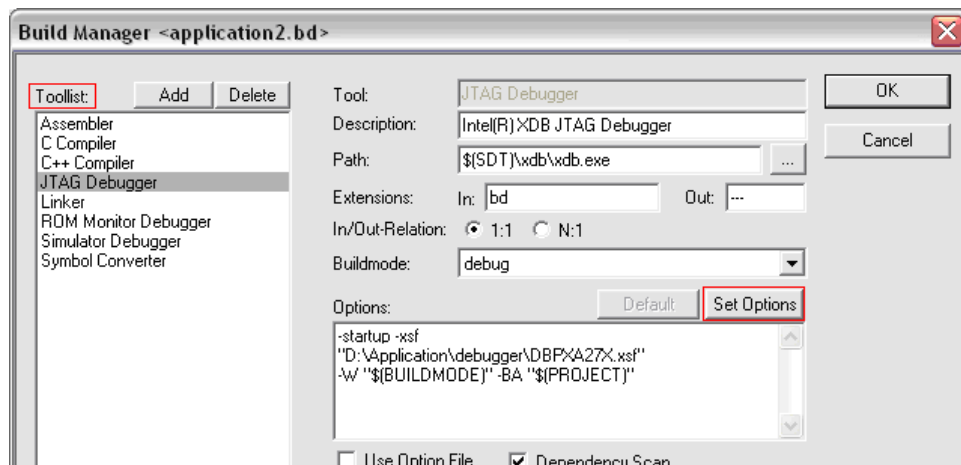 Build Manager <application2.bd>
Toollist:
Add
Delete
Assembler
C Compiler
C++ Compiler
JTAG Debugger
Linker
ROM Monitor Debugger
Simulator Debugger
Symbol Converter
Tool:
JTAG Debugger
Description:
Intel(R) XDB JTAG Debugger
Path:
$(SDT)\xdb\xdb.exe
...
Extensions:
In:
bd
Out:
---
In/Out-Relation:
1:1
N:1
Buildmode:
debug
Options:
Default
Set Options
-startup -xsf
"D:\Application\debugger\DBPXA27X.xsf"
-W "$(BUILDMODE)" -BA "$(PROJECT)"
Use Option File
Dependency Scan
OK
Cancel